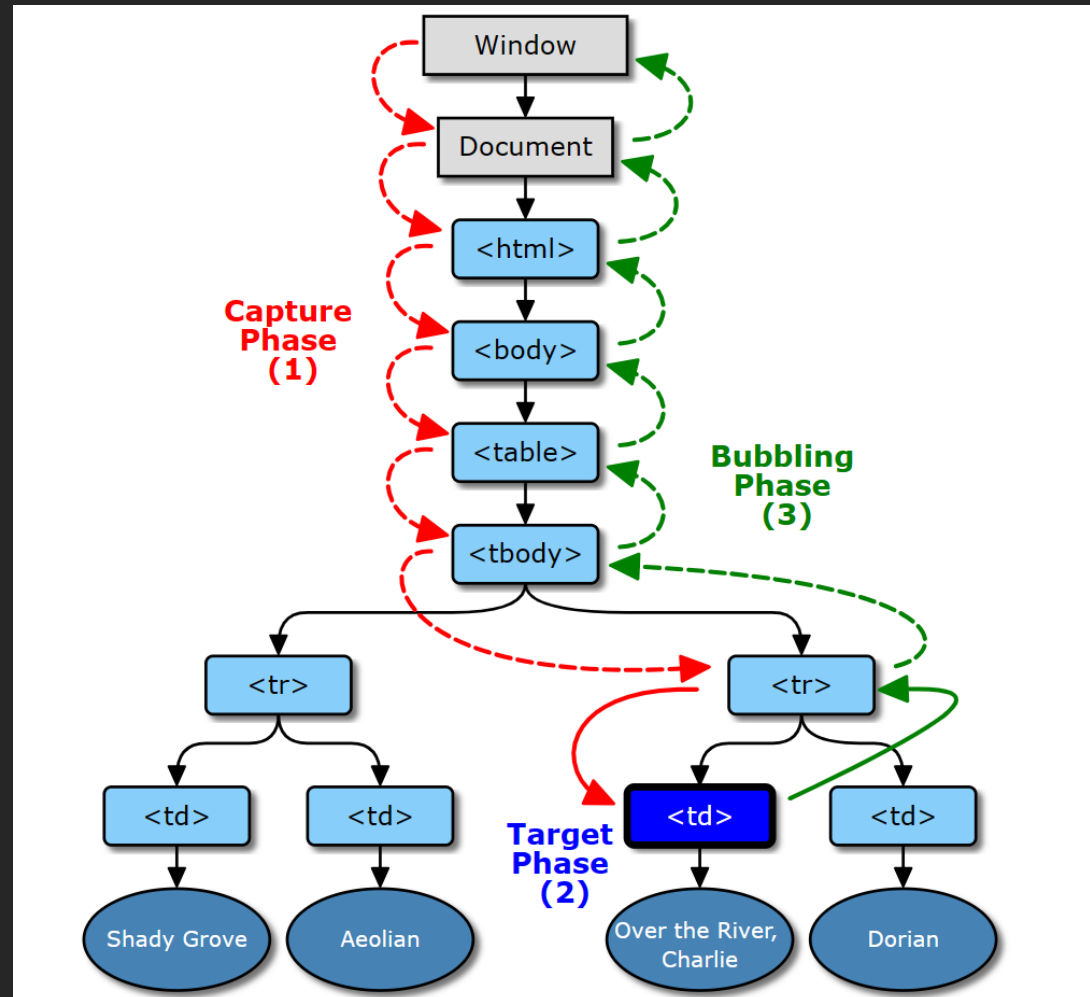 Window
Document
<html>
Capture
Phase
(1)
<body>
<table>
Bubbling
Phase
(3)
<tbody>
<tr>
<tr>
<td>
<td>
<td>
<td>
Target
Phase
(2)
Shady Grove
Aeolian
Over the River,
Charlie
Dorian